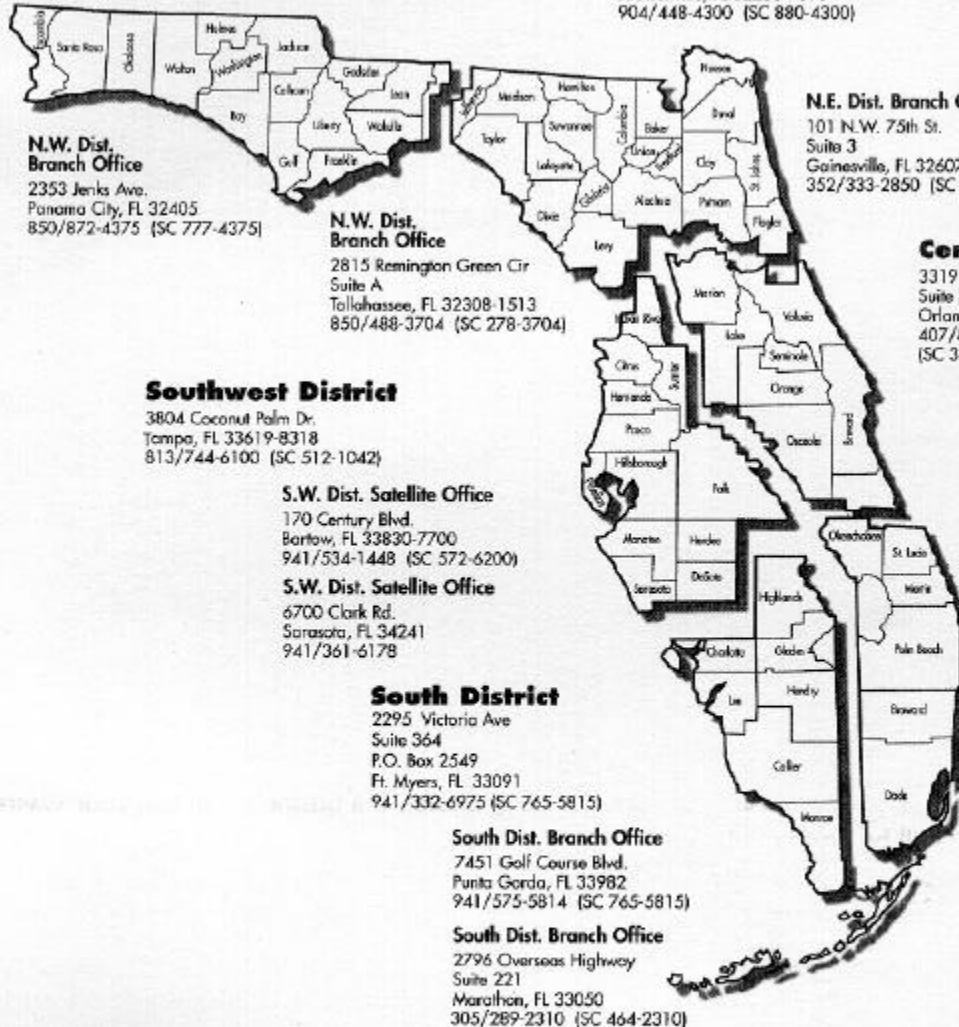 904/448-4300 (SC 880-4300)
N.E. Dist. Branch
101 N.W. 75th St.
Suite 3
Gainesville, FL 32607
352/333-2850 (SC
N.W. Dist.
Branch Office
2353 Jenks Ave.
Panama City, FL 32405
850/872-4375 (SC 777-4375)
N.W. Dist.
Branch Office
2815 Remington Green Cir
Suite A
Tallahassee, FL 32308-1513
850/488-3704 (SC 278-3704)
3319
Suite
(SC 3
Southwest District
3804 Coconut Palm Dr.
Tampa, FL 33619-8318
813/744-6100 (SC 512-1042)
S.W. Dist. Satellite Office
170 Century Blvd.
Bartow, FL 33830-7700
941/534-1448 (SC 572-6200)
S.W. Dist. Satellite Office
6700 Clark Rd.
Sarasota, FL 34241
941/361-6178
South District
2295 Victoria Ave
Suite 364
P.O. Box 2549
Ft. Myers, FL 33091
941/332-6975 (SC 765-5815)
South Dist. Branch Office
7451 Golf Course Blvd.
Punta Gorda, FL 33982
941/575-5814 (SC 765-5815)
South Dist. Branch Office
2796 Overseas Highway
Suite 221
Marathon, FL 33050
305/289-2310 (SC 464-2310)
Escambia
Santa Rosa
Okaloosa
Walton
Holmes
Washington
Jackson
Bay
Calhoun
Gulf
Liberty
Gadsden
Franklin
Leon
Wakulla
Madison
Taylor
Hamilton
Suwannee
Lafayette
Dixie
Columbia
Gilchrist
Levy
Baker
Union
Bradford
Alachua
Nassau
Duval
Clay
Putnam
St. Johns
Flagler
Marion
Lake
Volusia
Seminole
Orange
Osceola
Brevard
Citrus
Sumter
Hernando
Pasco
Hillsborough
Polk
Manatee
Hardee
Sarasota
DeSoto
Highlands
Okeechobee
St. Lucie
Martin
Charlotte
Glades
Lee
Hendry
Palm Beach
Broward
Collier
Monroe
Dade